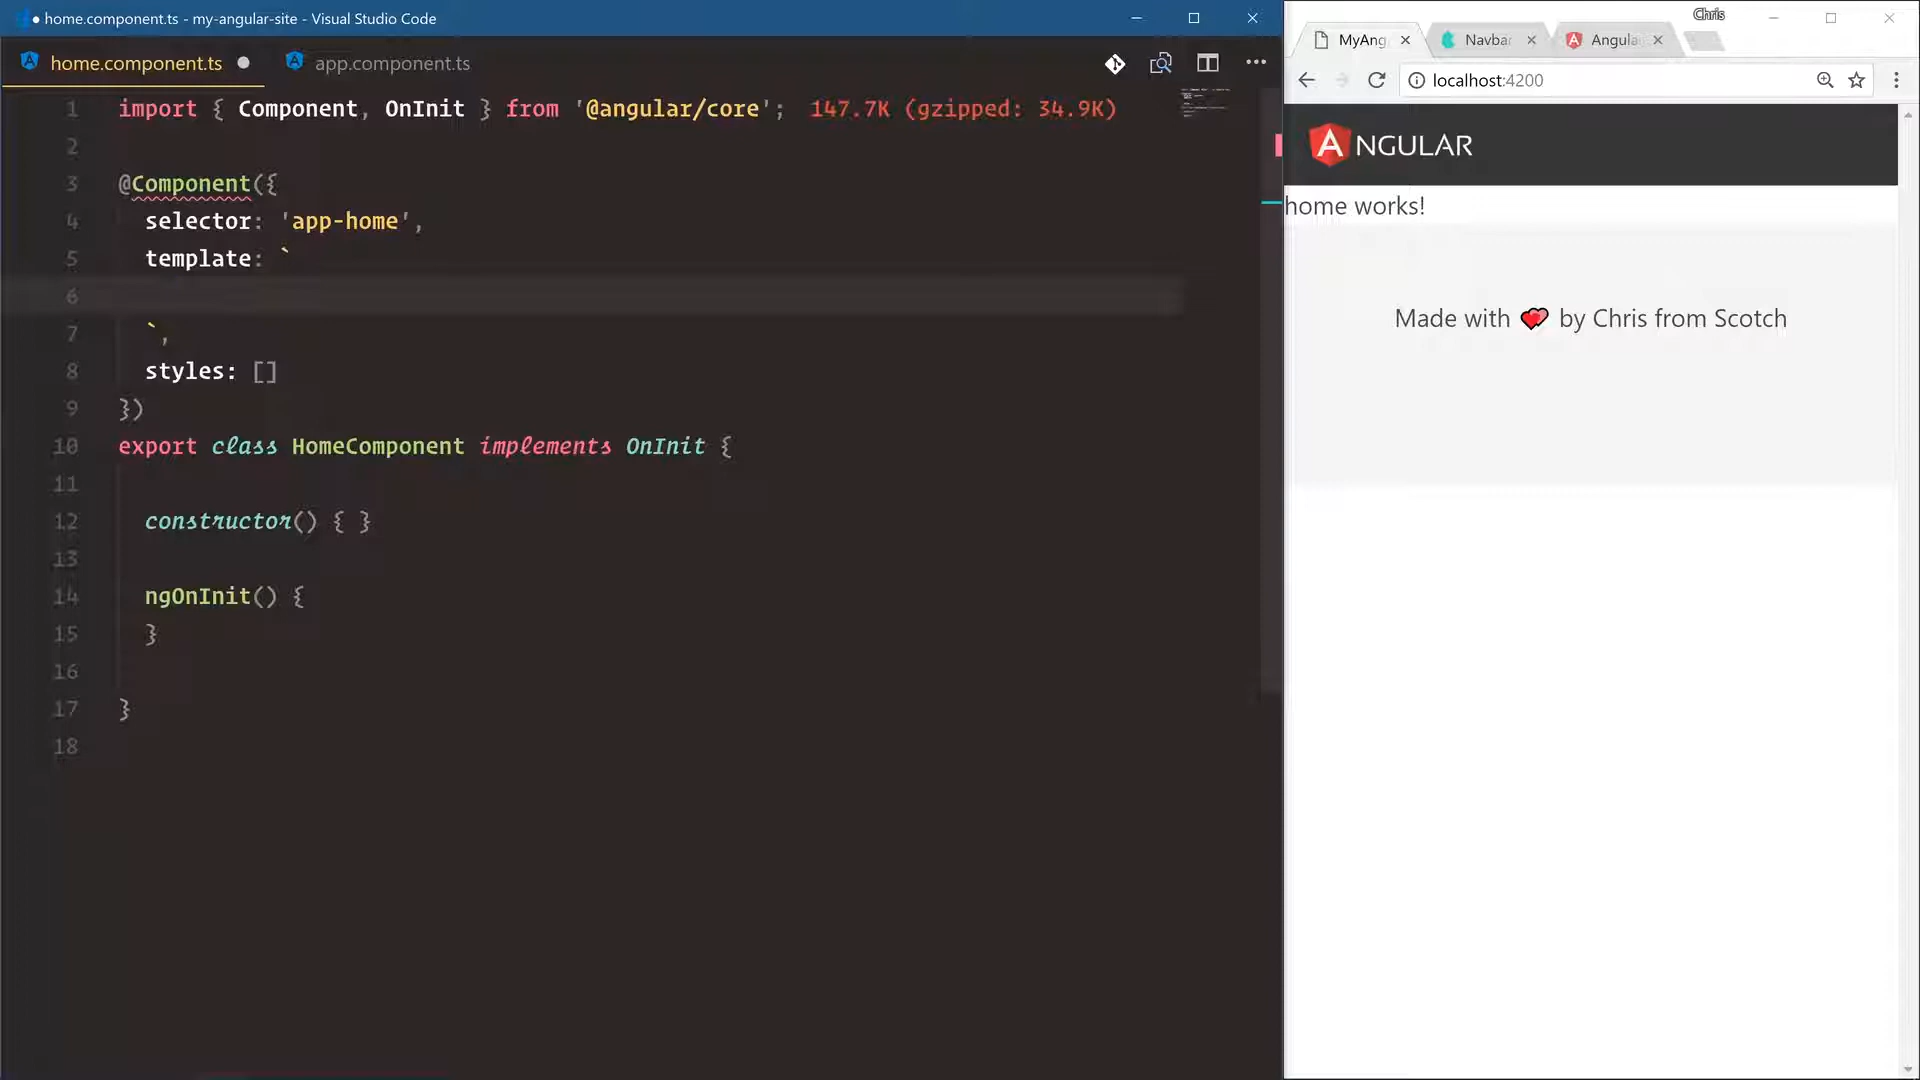 home.component.ts - my-angular-site - Visual Studio Code
home.component.ts
app.component.ts
1 import { Component, OnInit } from '@angular/core'; 147.7K (gzipped: 34.9K)
2
3 @Component({
4 selector: 'app-home',
5 template: `
6
7 `,
8 styles: []
9 })
10 export class HomeComponent implements OnInit {
11
12 constructor() { }
13
14 ngOnInit() {
15 }
16
17 }
18
Chris
MyAng
Navbar
Angula
localhost:4200
ANGULAR
home works!
Made with 💕 by Chris from Scotch